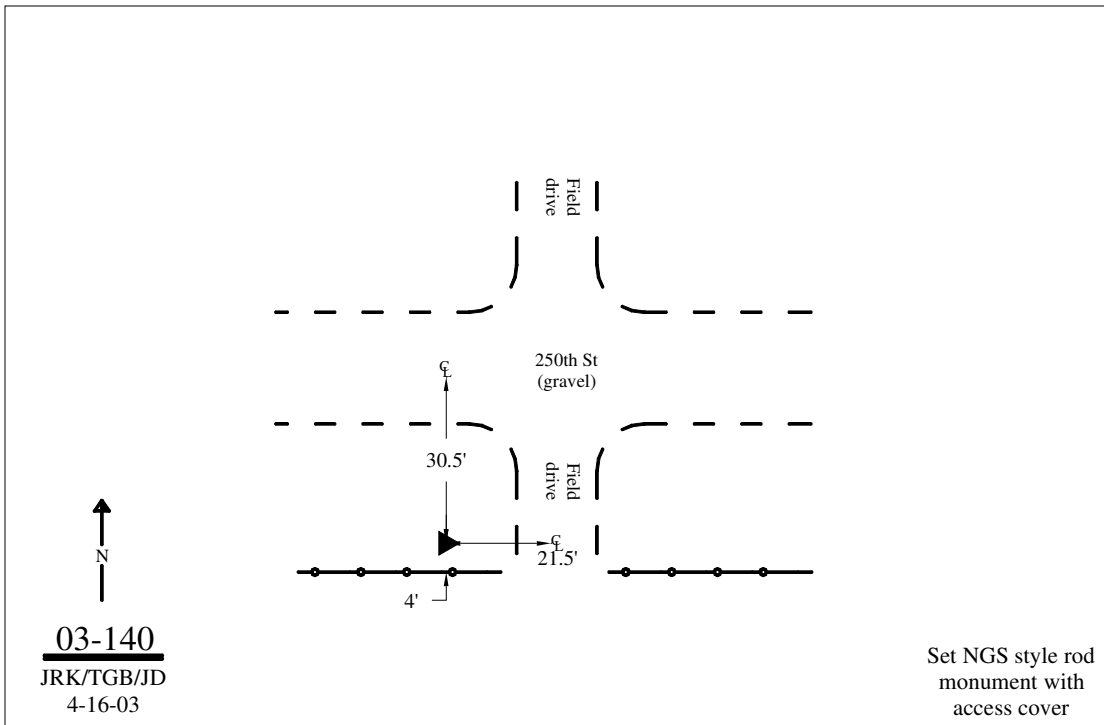 Field
drive
℄
250th St
(gravel)
30.5'
Field
drive
℄
21.5'
4'
N
03-140
JRK/TGB/JD
4-16-03
Set NGS style rod
monument with
access cover